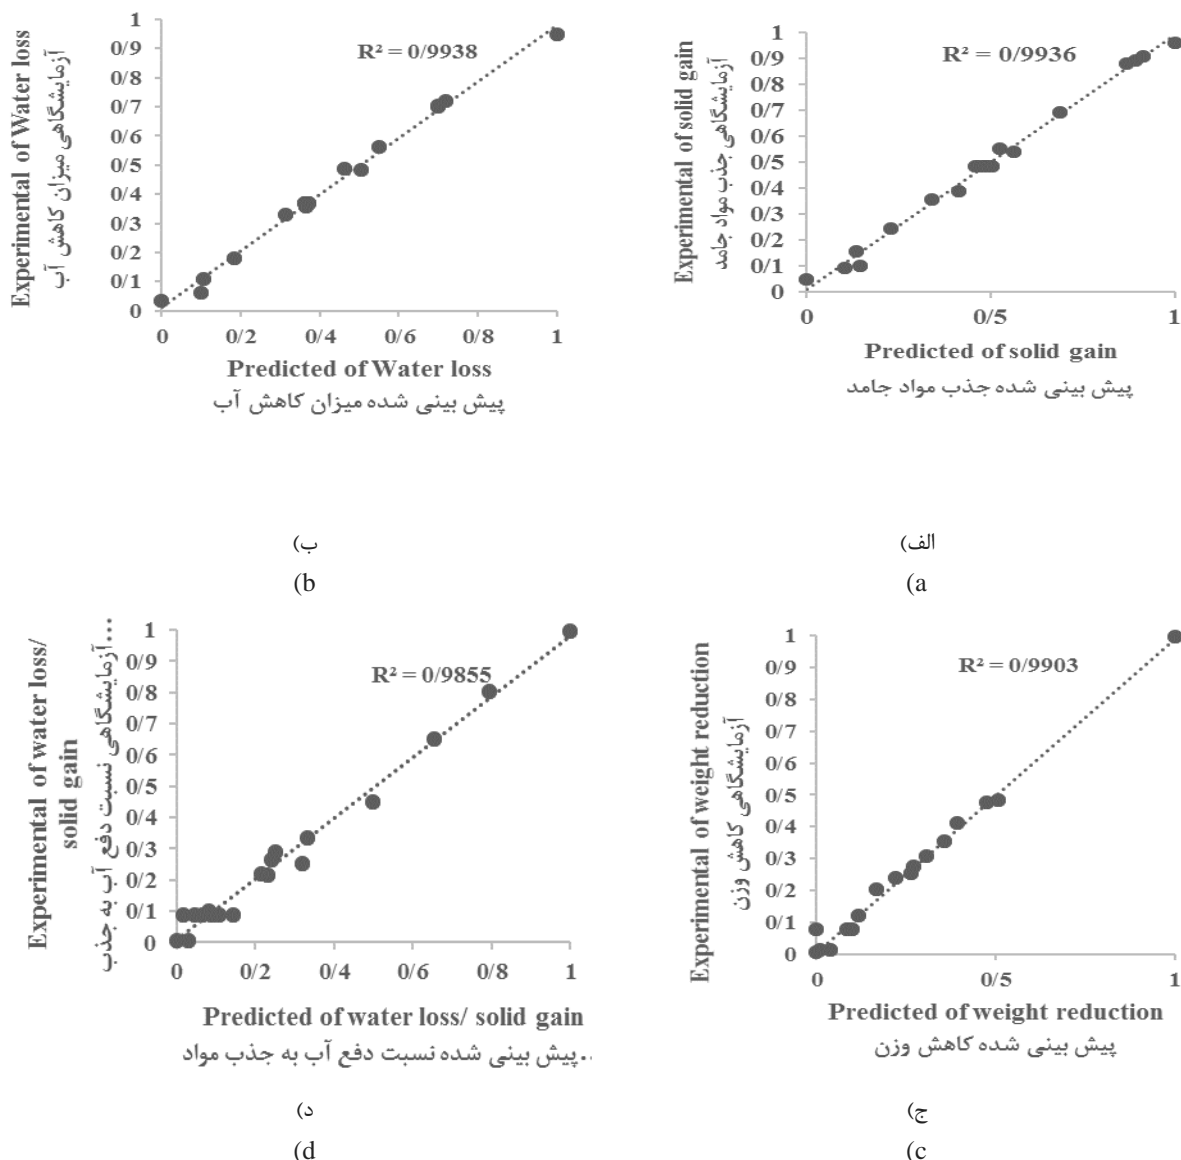 Experimental of Water loss
آزمایشگاهی میزان کاهش آب
1
0/9
0/8
0/7
0/6
0/5
0/4
0/3
0/2
0/1
0
R² = 0/9938
0 0/2 0/4 0/6 0/8 1
Predicted of Water loss
پیش بینی شده میزان کاهش آب
ب)
(b
Experimental of solid gain
آزمایشگاهی جذب مواد جامد
1
0/9
0/8
0/7
0/6
0/5
0/4
0/3
0/2
0/1
0
R² = 0/9936
0 0/5 1
Predicted of solid gain
پیش بینی شده جذب مواد جامد
الف)
(a
Experimental of water loss/
solid gain
آزمایشگاهی نسبت دفع آب به جذب...
1
0/9
0/8
0/7
0/6
0/5
0/4
0/3
0/2
0/1
0
R² = 0/9855
0 0/2 0/4 0/6 0/8 1
Predicted of water loss/ solid gain
پیش بینی شده نسبت دفع آب به جذب مواد..
د)
(d
Experimental of weight reduction
آزمایشگاهی کاهش وزن
1
0/9
0/8
0/7
0/6
0/5
0/4
0/3
0/2
0/1
0
R² = 0/9903
0 0/5 1
Predicted of weight reduction
پیش بینی شده کاهش وزن
ج)
(c